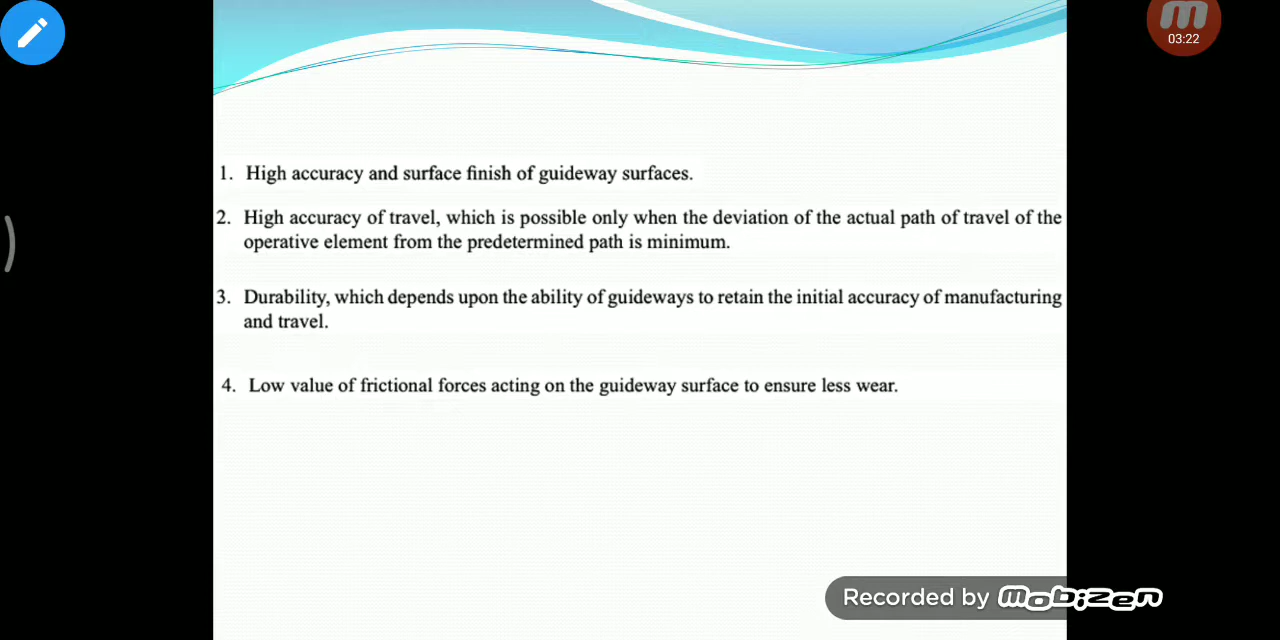 03:22
1. High accuracy and surface finish of guideway surfaces.
2. High accuracy of travel, which is possible only when the deviation of the actual path of travel of the
operative element from the predetermined path is minimum.
3. Durability, which depends upon the ability of guideways to retain the initial accuracy of manufacturing
and travel.
4. Low value of frictional forces acting on the guideway surface to ensure less wear.
Recorded by mobizen